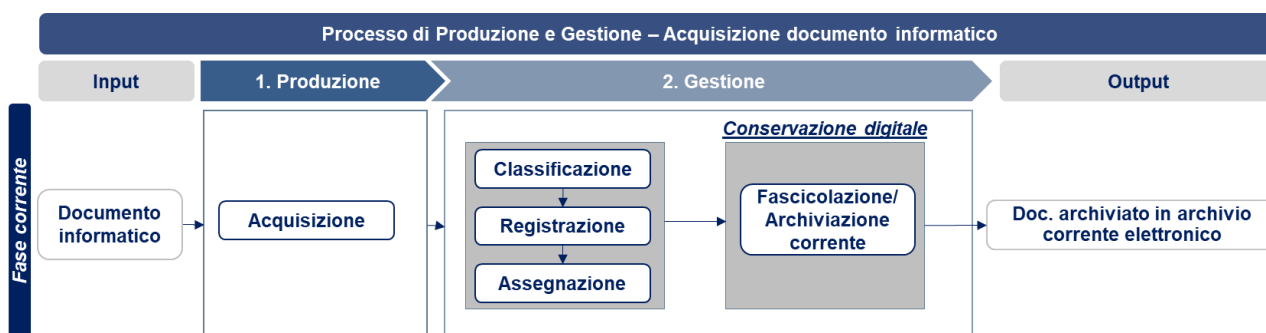 Processo di Produzione e Gestione – Acquisizione documento informatico
Input
1. Produzione
2. Gestione
Output
Fase corrente
Documento
informatico
Acquisizione
Classificazione
Registrazione
Assegnazione
Conservazione digitale
Fascicolazione/
Archiviazione
corrente
Doc. archiviato in archivio
corrente elettronico